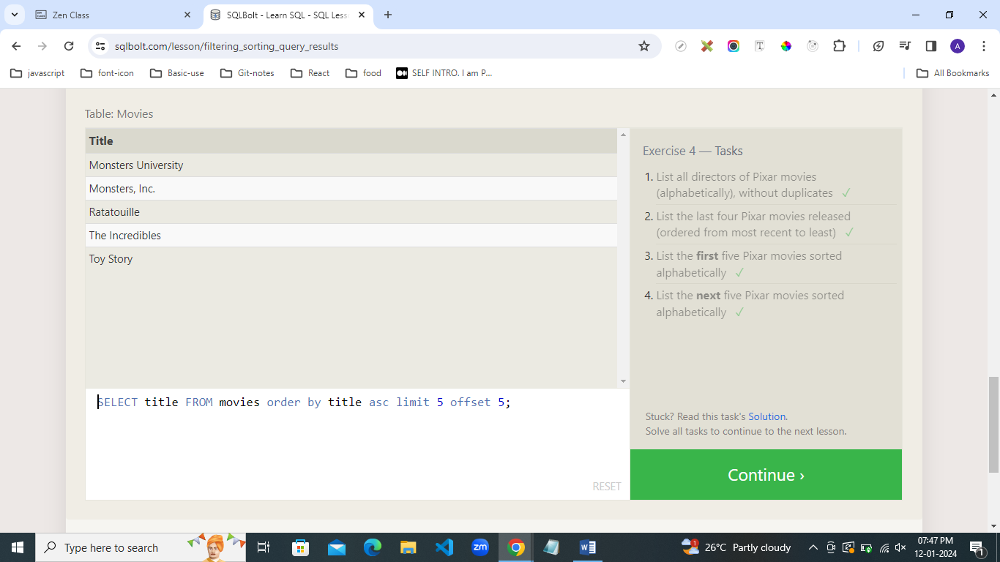 Zen Class
SQLBolt - Learn SQL - SQL Less
sqlbolt.com/lesson/filtering_sorting_query_results
A
javascript
font-icon
Basic-use
Git-notes
React
food
SELF INTRO. I am P...
All Bookmarks
Table: Movies
Title
Monsters University
Monsters, Inc.
Ratatouille
The Incredibles
Toy Story
SELECT title FROM movies order by title asc limit 5 offset 5;
RESET
Exercise 4 — Tasks
1. List all directors of Pixar movies
(alphabetically), without duplicates ✓
2. List the last four Pixar movies released
(ordered from most recent to least) ✓
3. List the first five Pixar movies sorted
alphabetically ✓
4. List the next five Pixar movies sorted
alphabetically ✓
Stuck? Read this task's Solution.
Solve all tasks to continue to the next lesson.
Continue ›
Type here to search
zm
1
26°C Partly cloudy
07:47 PM
12-01-2024
1